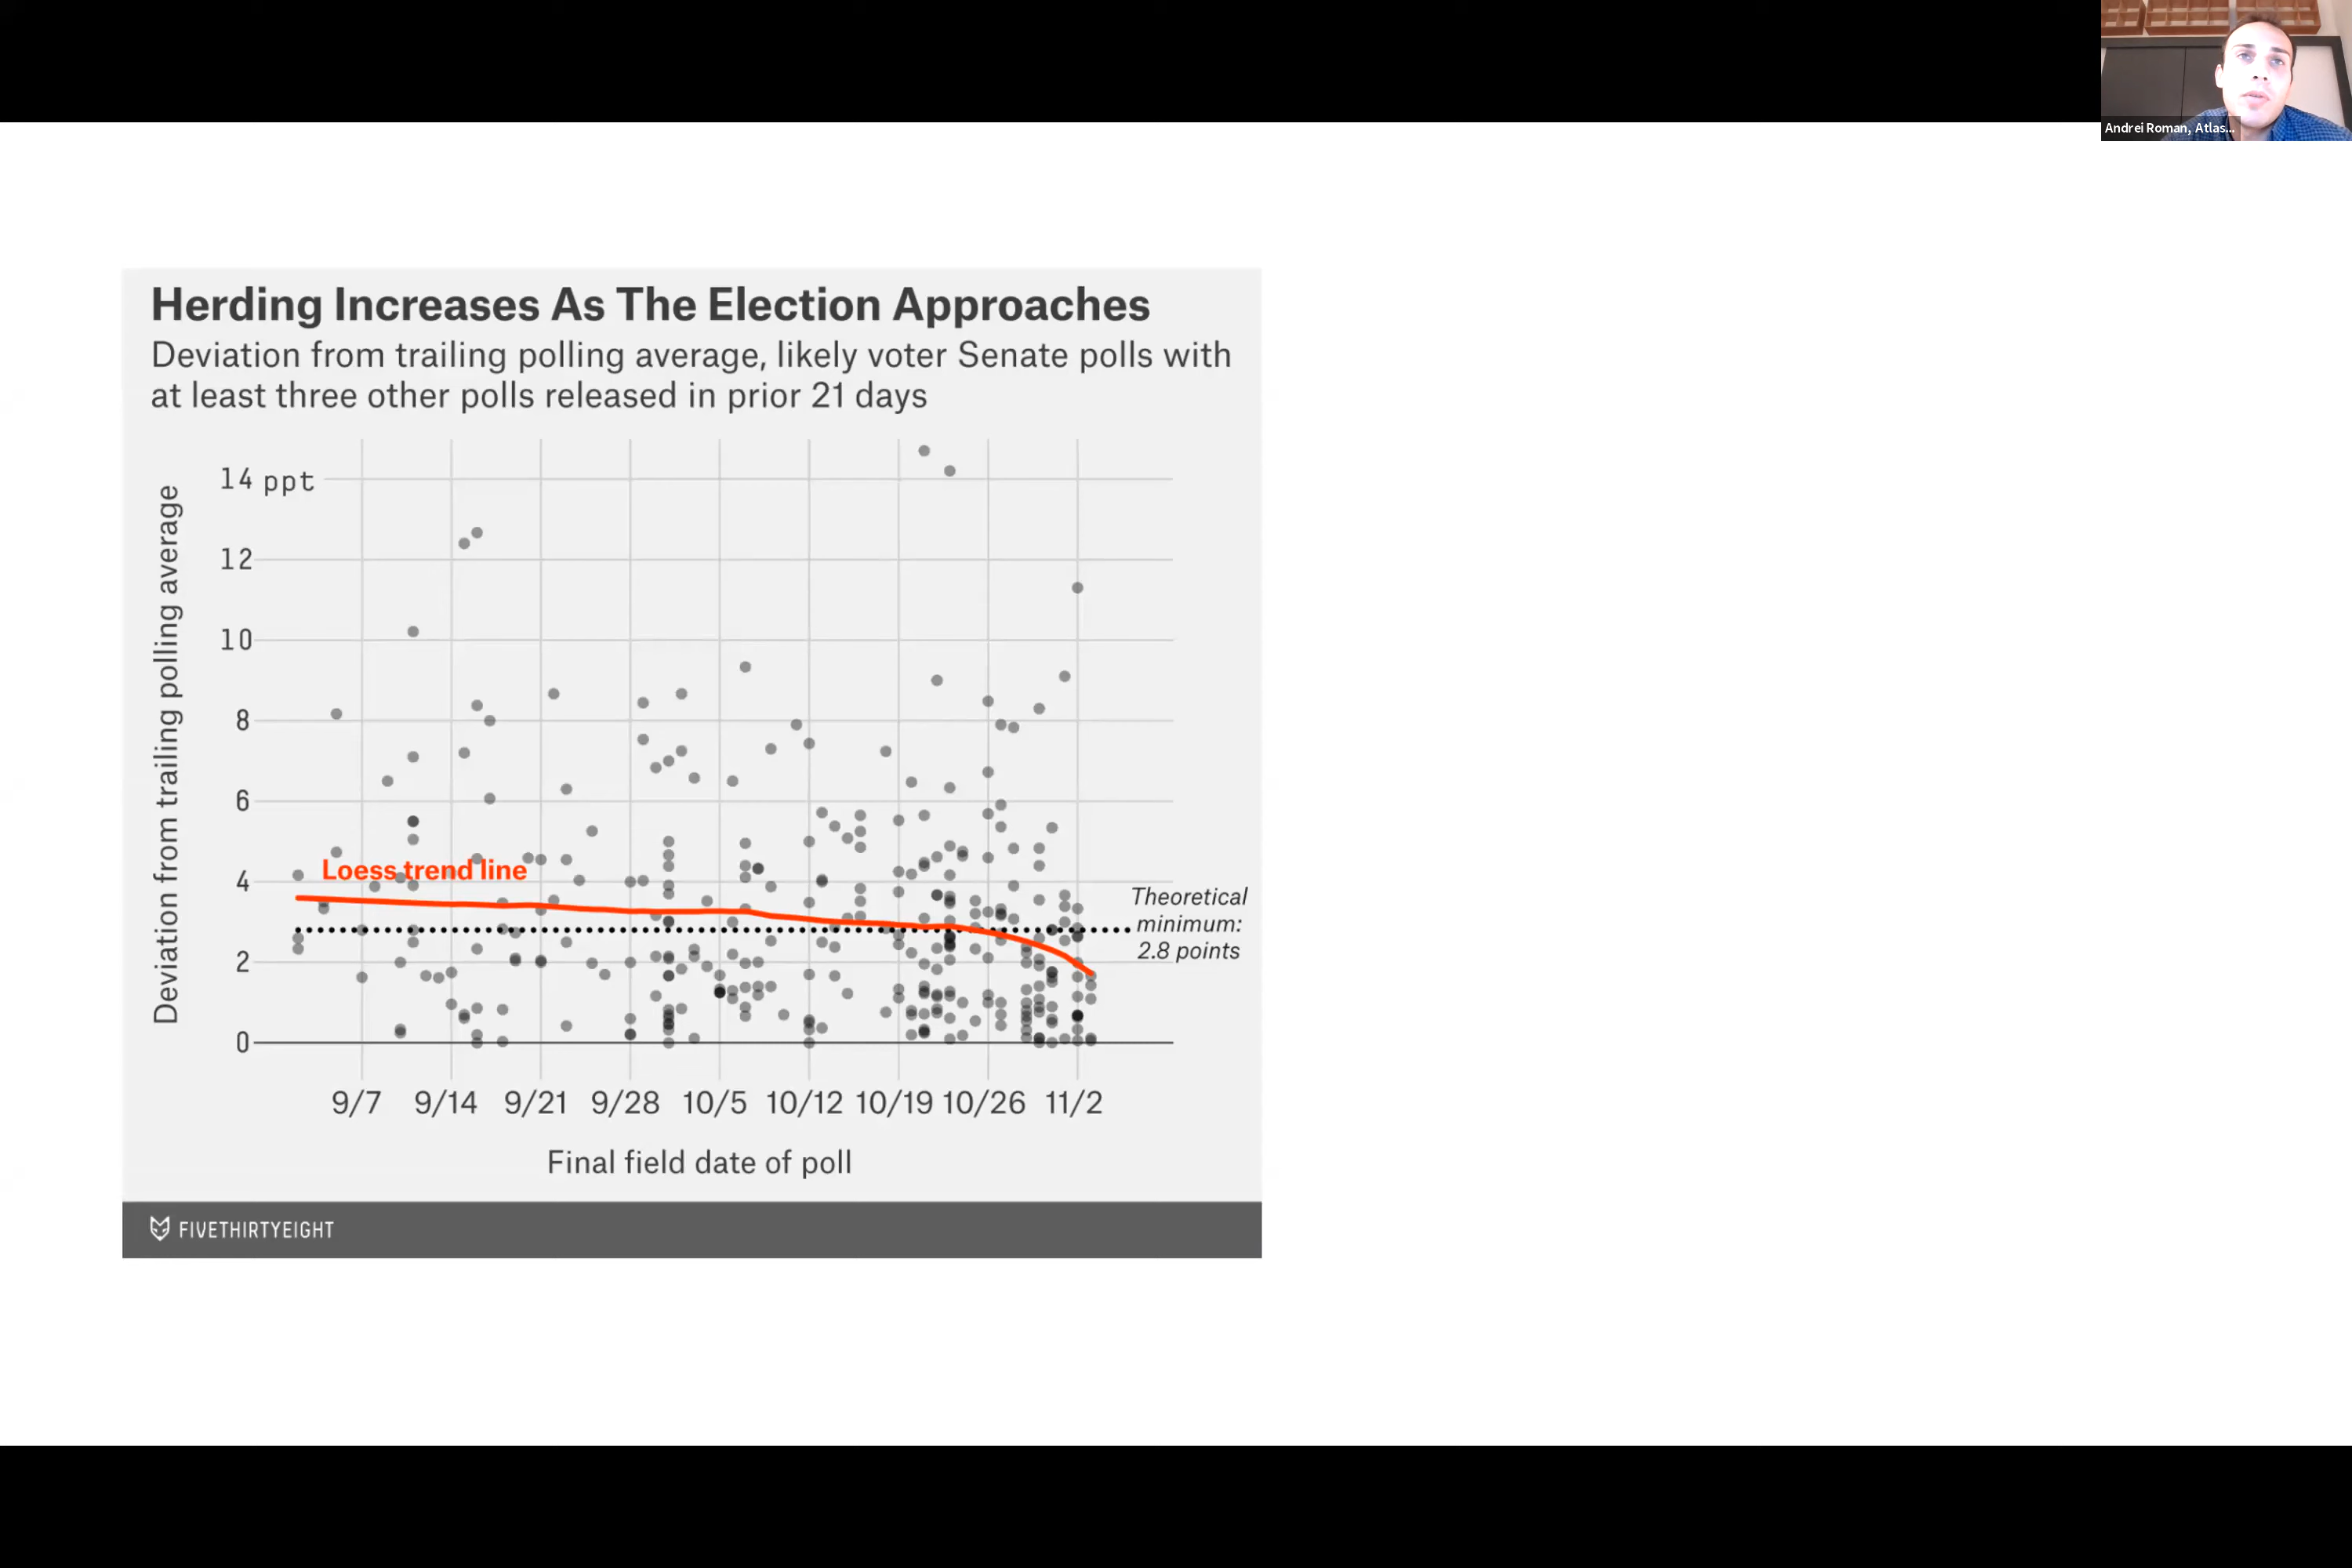 Andrei Roman, Atlas...
Herding Increases As The Election Approaches
Deviation from trailing polling average, likely voter Senate polls with
at least three other polls released in prior 21 days
Deviation from trailing polling average
14 ppt
12
10
8
6
4
2
0
Loess trend line
Theoretical
minimum:
2.8 points
9/7 9/14 9/21 9/28 10/5 10/12 10/19 10/26 11/2
Final field date of poll
FIVETHIRTYEIGHT